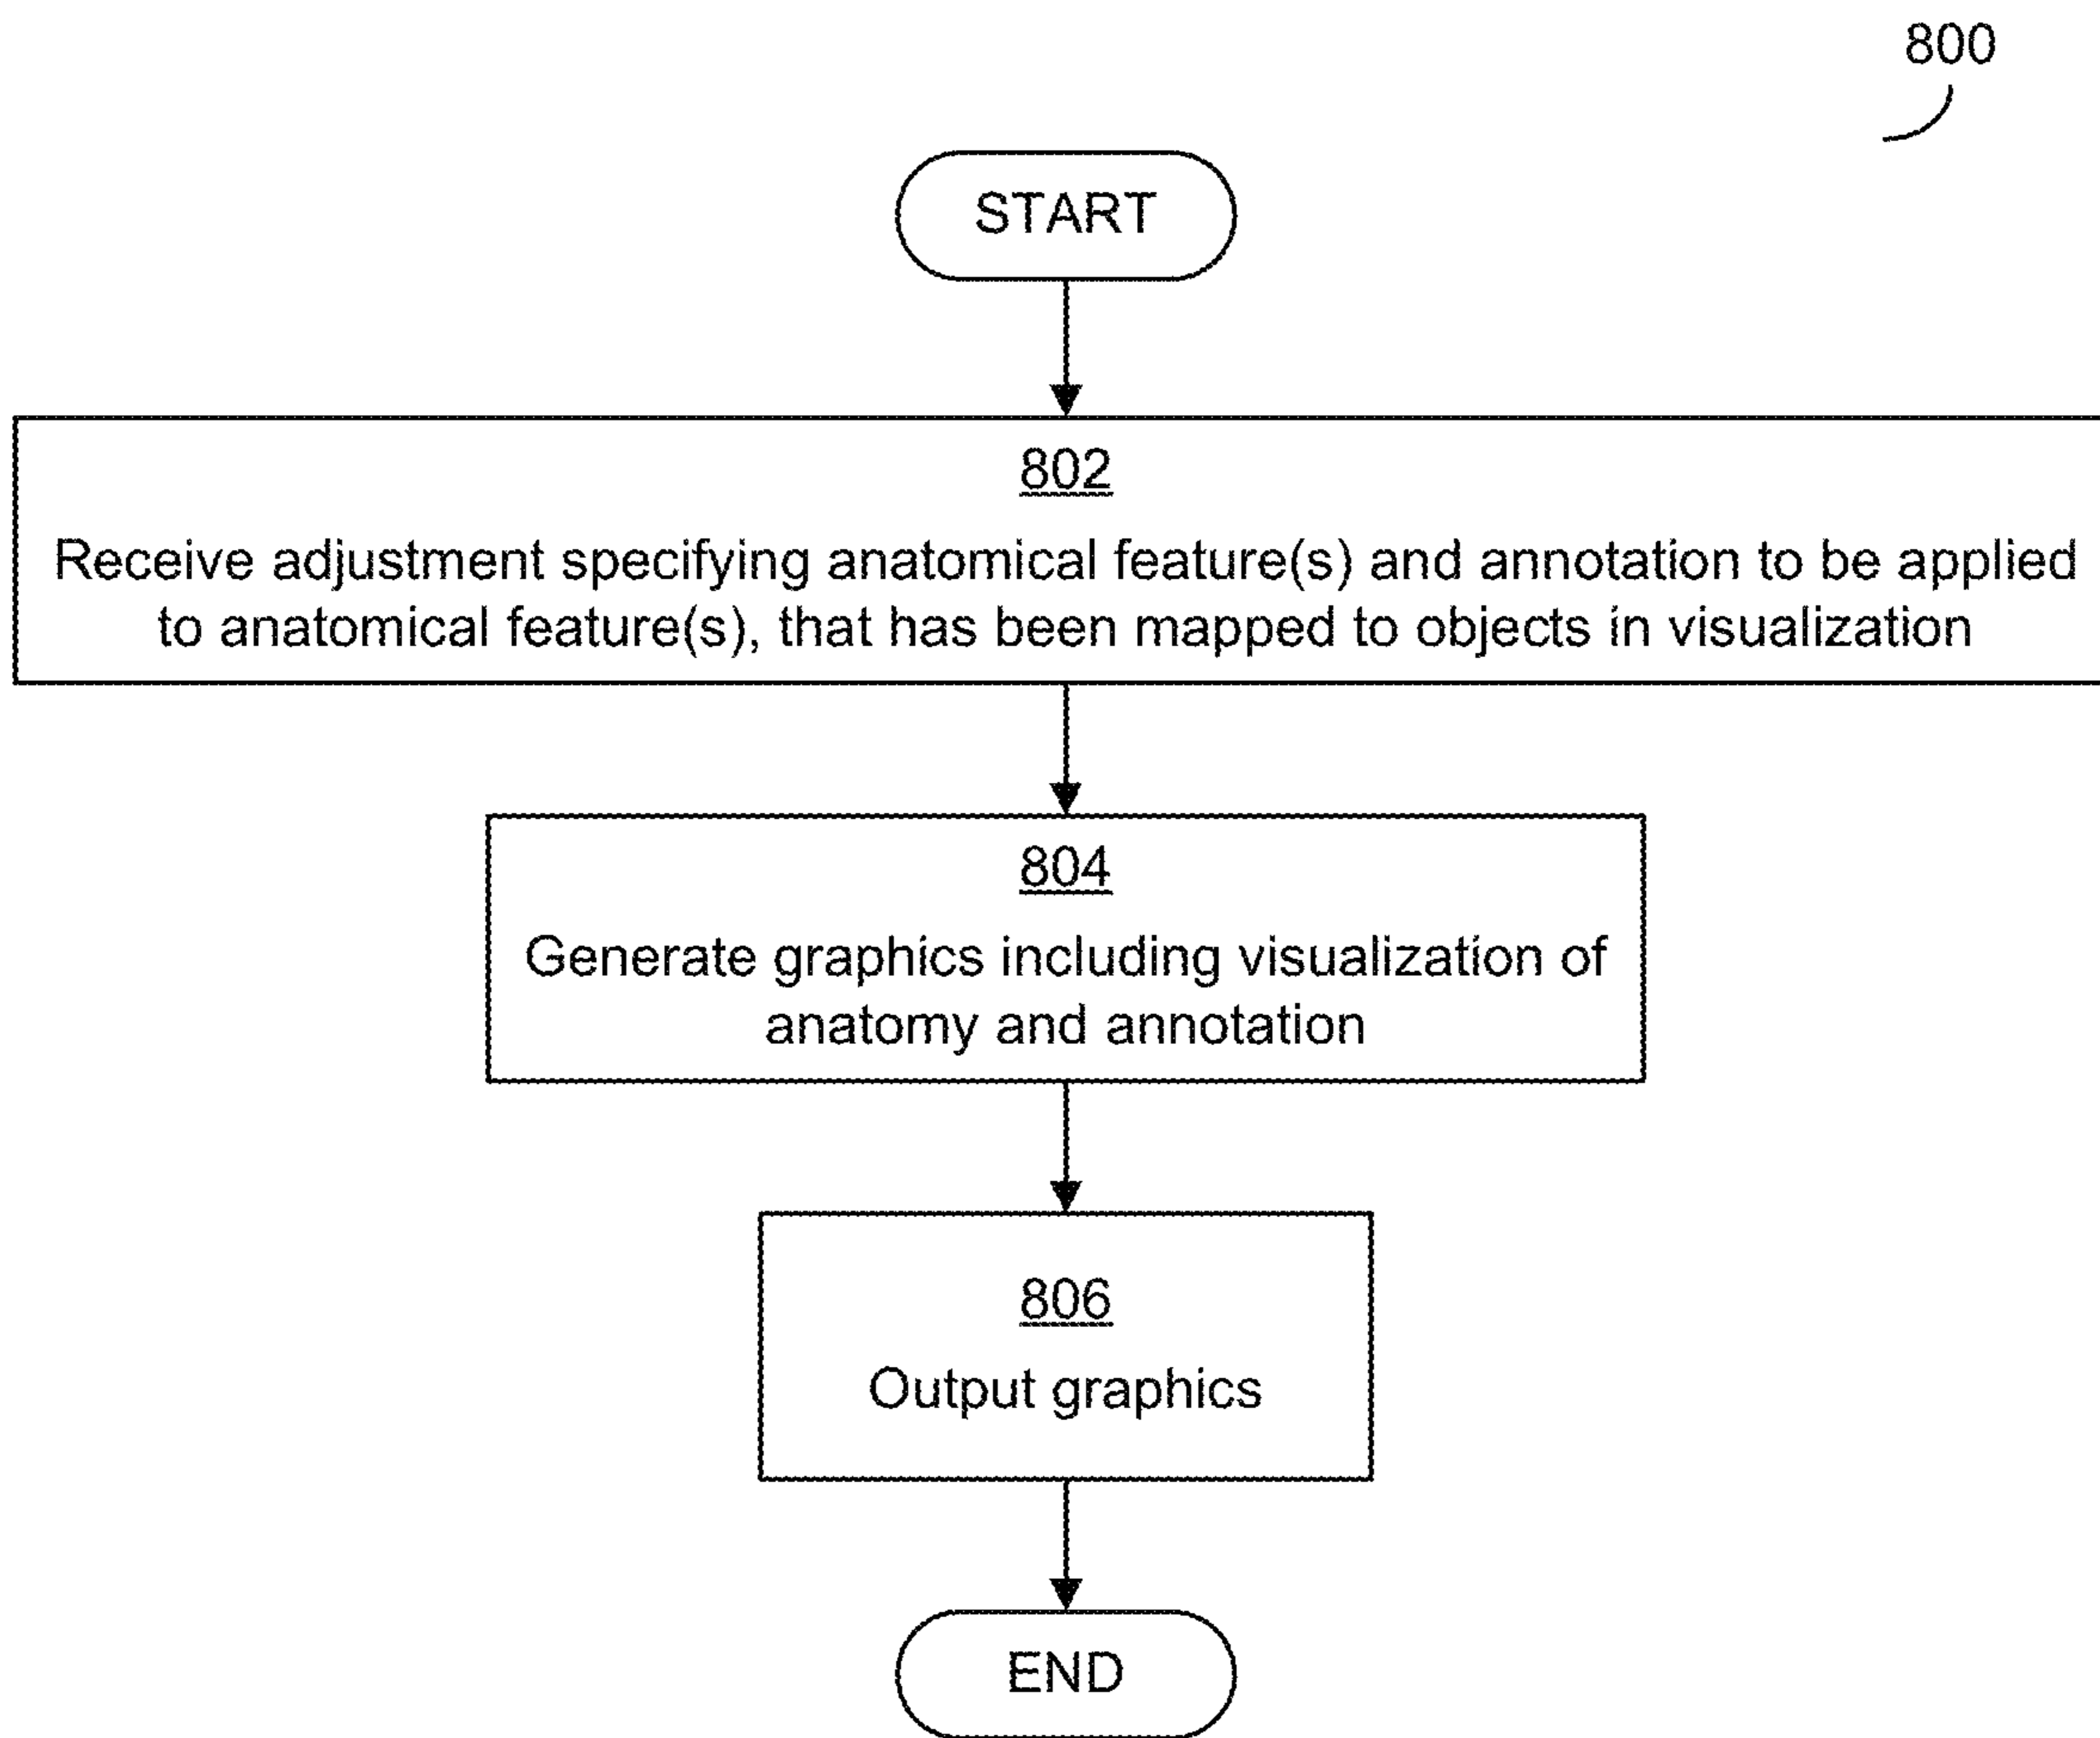 800
START
802
Receive adjustment specifying anatomical feature(s) and annotation to be applied
to anatomical feature(s), that has been mapped to objects in visualization
804
Generate graphics including visualization of
anatomy and annotation
806
Output graphics
END